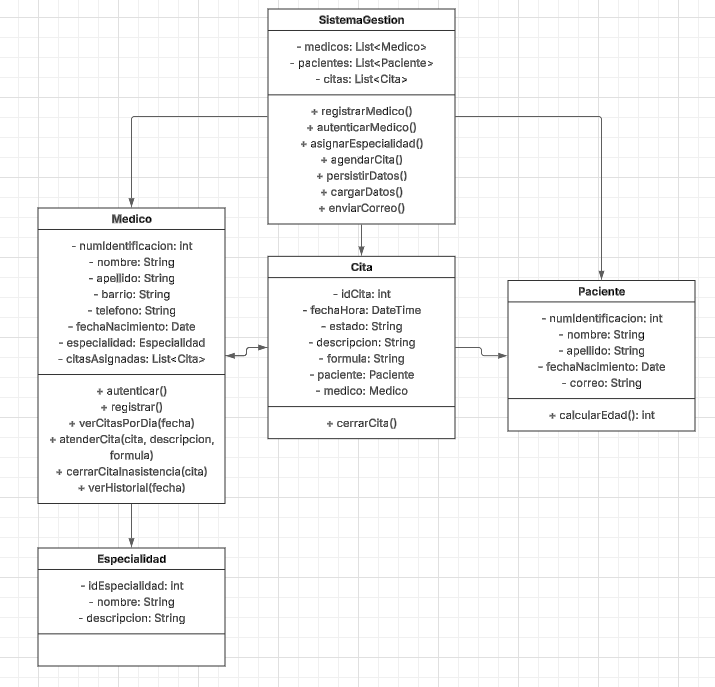 SistemaGestion
- medicos: List<Medico>
- pacientes: List<Paciente>
- citas: List<Cita>
+ registrarMedico()
+ autenticarMedico()
+ asignarEspecialidad()
+ agendarCita()
+ persistirDatos()
+ cargarDatos()
+ enviarCorreo()
Medico
- numIdentificacion: int
- nombre: String
- apellido: String
- barrio: String
- telefono: String
- fechaNacimiento: Date
- especialidad: Especialidad
- citasAsignadas: List<Cita>
+ autenticar()
+ registrar()
+ verCitasPorDia(fecha)
+ atenderCita(cita, descripcion,
formula)
+ cerrarCitaInasistencia(cita)
+ verHistorial(fecha)
Cita
- idCita: int
- fechaHora: DateTime
- estado: String
- descripcion: String
- formula: String
- paciente: Paciente
- medico: Medico
+ cerrarCita()
Paciente
- numIdentificacion: int
- nombre: String
- apellido: String
- fechaNacimiento: Date
- correo: String
+ calcularEdad(): int
Especialidad
- idEspecialidad: int
- nombre: String
- descripcion: String